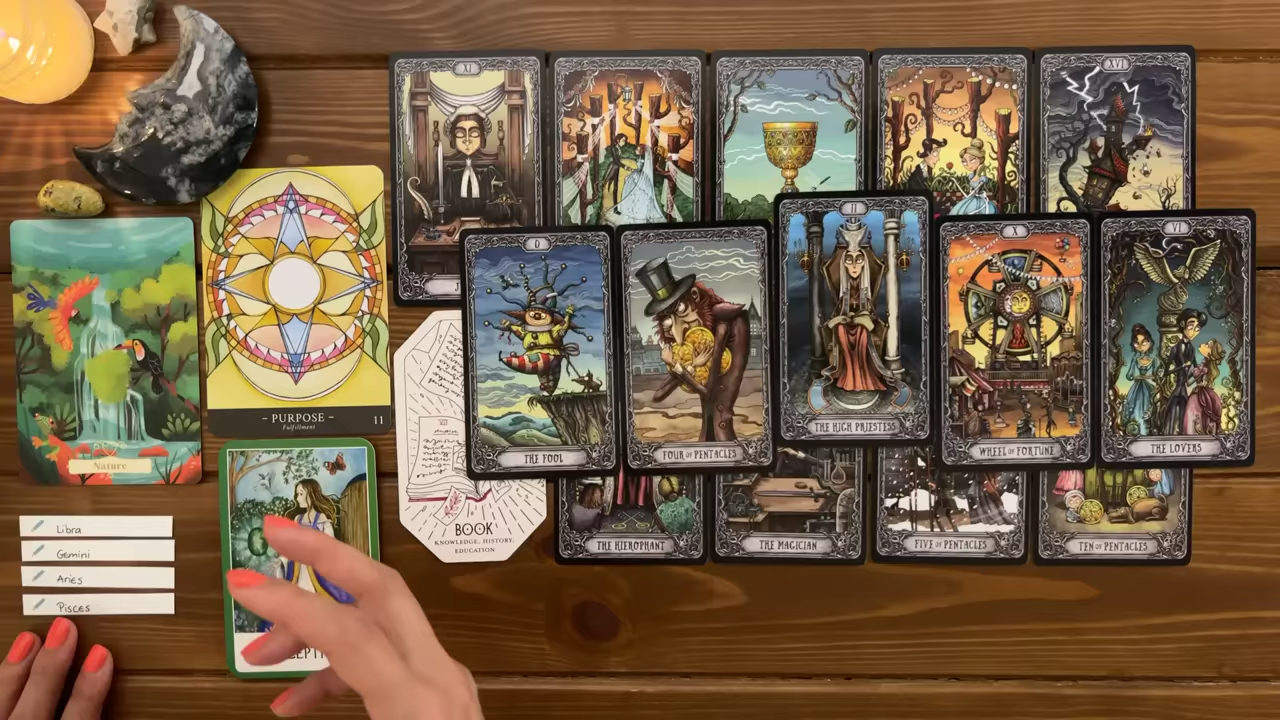 XI
XVI
0
II
X
VI
THE FOOL
FOUR OF PENTACLES
THE HIGH PRIESTESS
WHEEL OF FORTUNE
THE LOVERS
- PURPOSE -
Fulfillment
11
Nature
BOOK
KNOWLEDGE, HISTORY,
EDUCATION
THE HIEROPHANT
THE MAGICIAN
FIVE OF PENTACLES
TEN OF PENTACLES
Libra
Gemini
Aries
Pisces